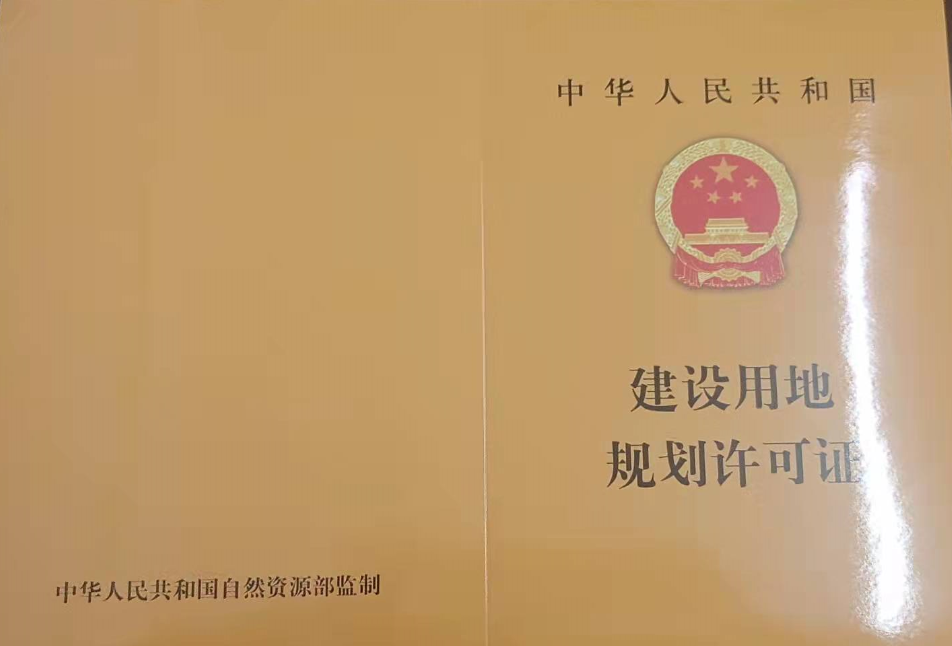 中华人民共和国
建设用地
规划许可证
中华人民共和国自然资源部监制